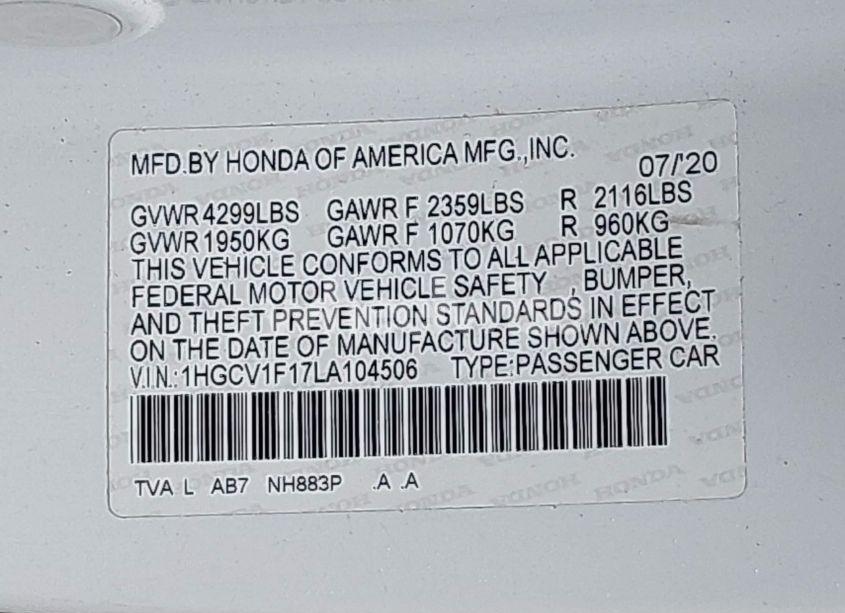 MFD.BY HONDA OF AMERICA MFG.,INC. 07/'20
GVWR 4299LBS GAWR F 2359LBS R 2116LBS
GVWR 1950KG GAWR F 1070KG R 960KG
THIS VEHICLE CONFORMS TO ALL APPLICABLE
FEDERAL MOTOR VEHICLE SAFETY , BUMPER,
AND THEFT PREVENTION STANDARDS IN EFFECT
ON THE DATE OF MANUFACTURE SHOWN ABOVE.
V.I.N.:1HGCV1F17LA104506 TYPE:PASSENGER CAR
TVA L AB7 NH883P .A .A